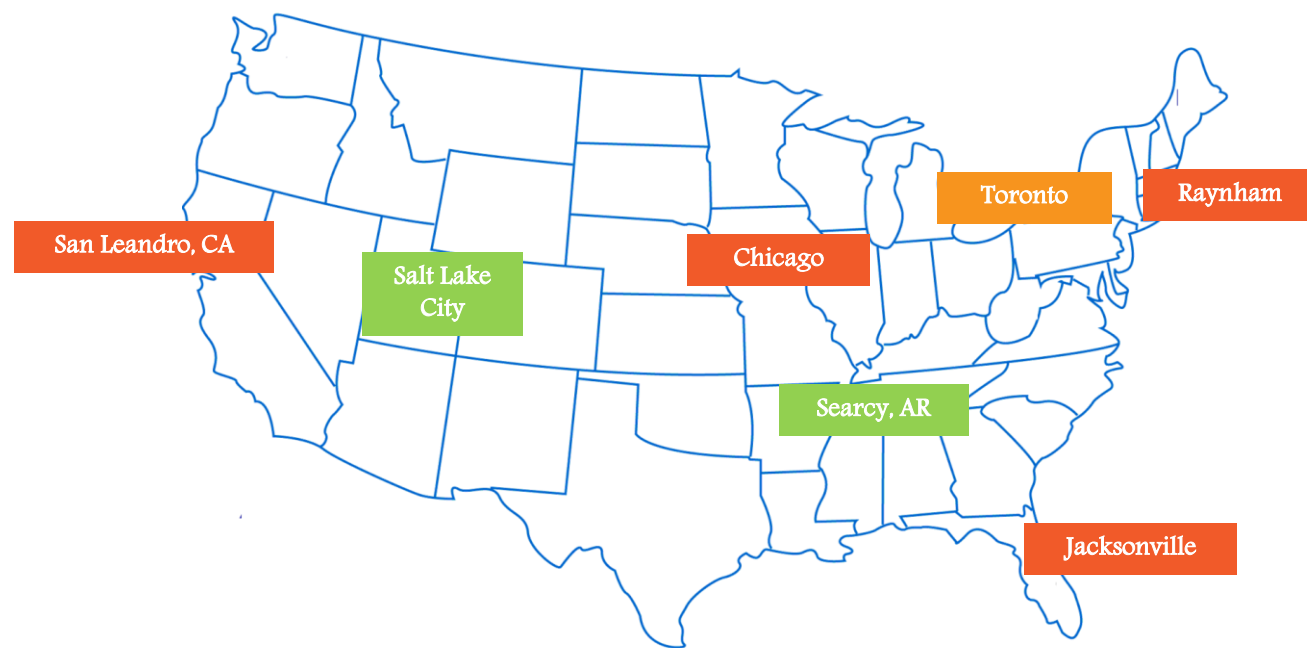 Toronto
Raynham
San Leandro, CA
Chicago
Salt Lake
City
Searcy, AR
Jacksonville